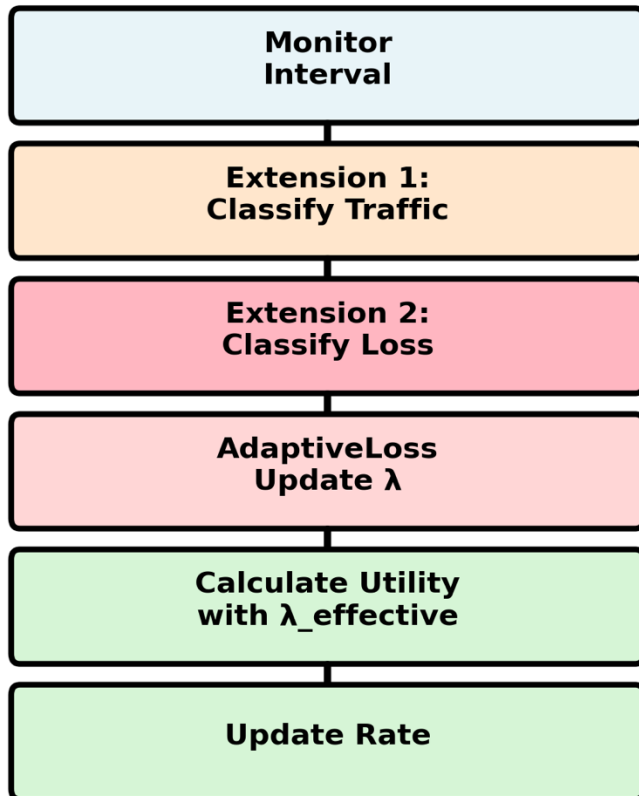 Monitor
Interval
Extension 1:
Classify Traffic
Extension 2:
Classify Loss
AdaptiveLoss
Update λ
Calculate Utility
with λ_effective
Update Rate